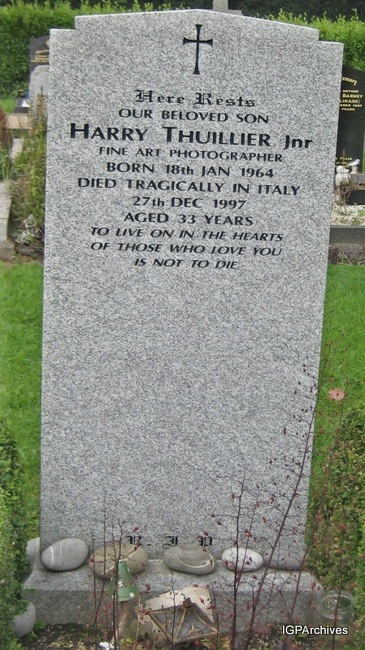 Here Rests
OUR BELOVED SON
HARRY THUILLIER Jnr
FINE ART PHOTOGRAPHER
BORN 18th JAN 1964
DIED TRAGICALLY IN ITALY
27th DEC 1997
AGED 33 YEARS
TO LIVE ON IN THE HEARTS
OF THOSE WHO LOVE YOU
IS NOT TO DIE
R.I.P
IGPArchives